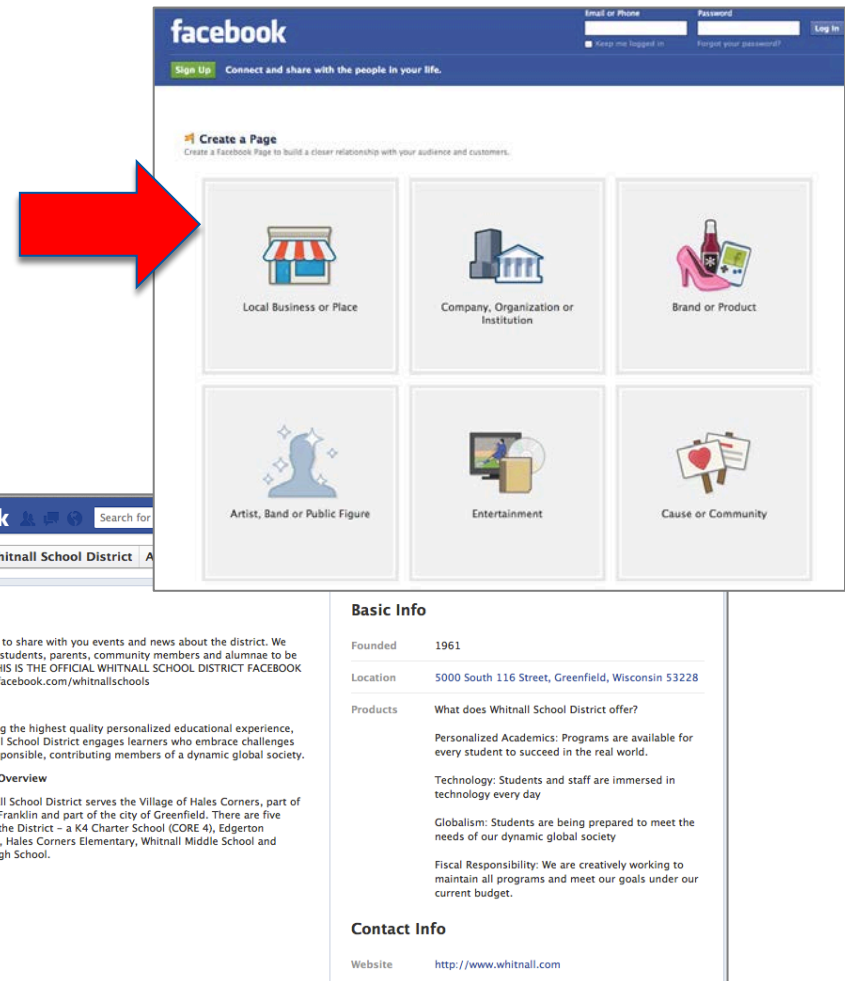 facebook
Email or Phone
Password
Log In
Keep me logged in
Forgot your password?
Sign Up Connect and share with the people in your life.
Create a Page
Create a Facebook Page to build a closer relationship with your audience and customers.
Local Business or Place
Company, Organization or
Institution
Brand or Product
Artist, Band or Public Figure
Entertainment
Cause or Community
k
Search for
hitnall School District A
to share with you events and news about the district. We
students, parents, community members and alumnae to be
HIS IS THE OFFICIAL WHITNALL SCHOOL DISTRICT FACEBOOK
facebook.com/whitnallschools
g the highest quality personalized educational experience,
l School District engages learners who embrace challenges
ponsible, contributing members of a dynamic global society.
Overview
ll School District serves the Village of Hales Corners, part of
Franklin and part of the city of Greenfield. There are five
the District – a K4 Charter School (CORE 4), Edgerton
, Hales Corners Elementary, Whitnall Middle School and
gh School.
Basic Info
Founded 1961
Location 5000 South 116 Street, Greenfield, Wisconsin 53228
Products What does Whitnall School District offer?
Personalized Academics: Programs are available for
every student to succeed in the real world.
Technology: Students and staff are immersed in
technology every day
Globalism: Students are being prepared to meet the
needs of our dynamic global society
Fiscal Responsibility: We are creatively working to
maintain all programs and meet our goals under our
current budget.
Contact Info
Website http://www.whitnall.com